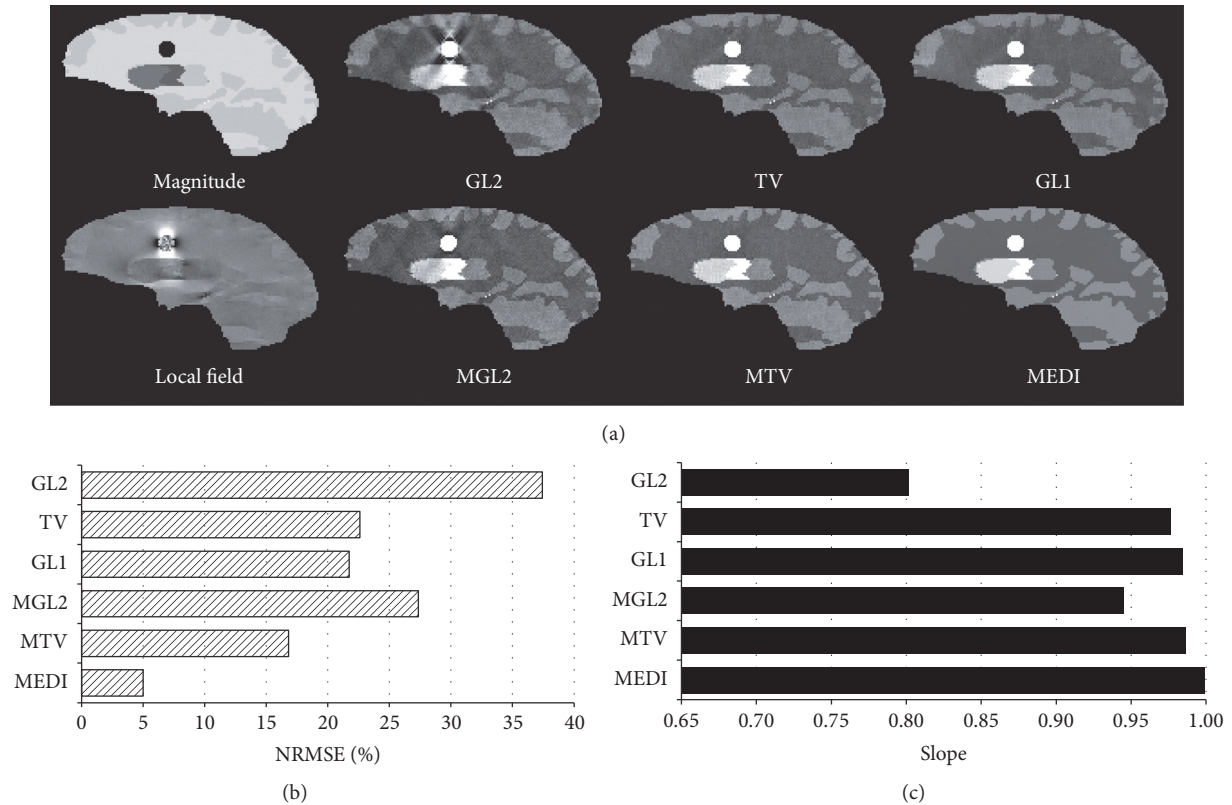 Magnitude GL2 TV GL1
Local field MGL2 MTV MEDI
(a)
GL2
TV
GL1
MGL2
MTV
MEDI
0 5 10 15 20 25 30 35 40
NRMSE (%)
(b)
GL2
TV
GL1
MGL2
MTV
MEDI
0.65 0.70 0.75 0.80 0.85 0.90 0.95 1.00
Slope
(c)